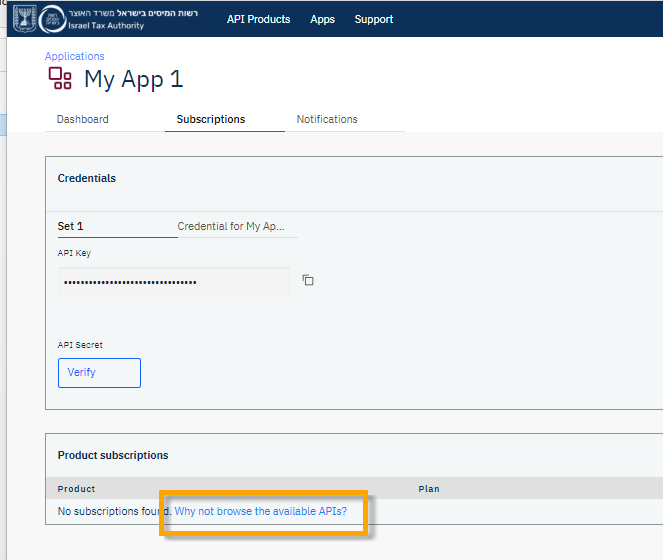 רשות המיסים בישראל משרד האוצר
Israel Tax Authority
API Products Apps Support
Applications
My App 1
Dashboard Subscriptions Notifications
Credentials
Set 1 Credential for My Ap...
API Key
••••••••••••••••••••••••••••••••
API Secret
Verify
Product subscriptions
Product Plan
No subscriptions found. Why not browse the available APIs?